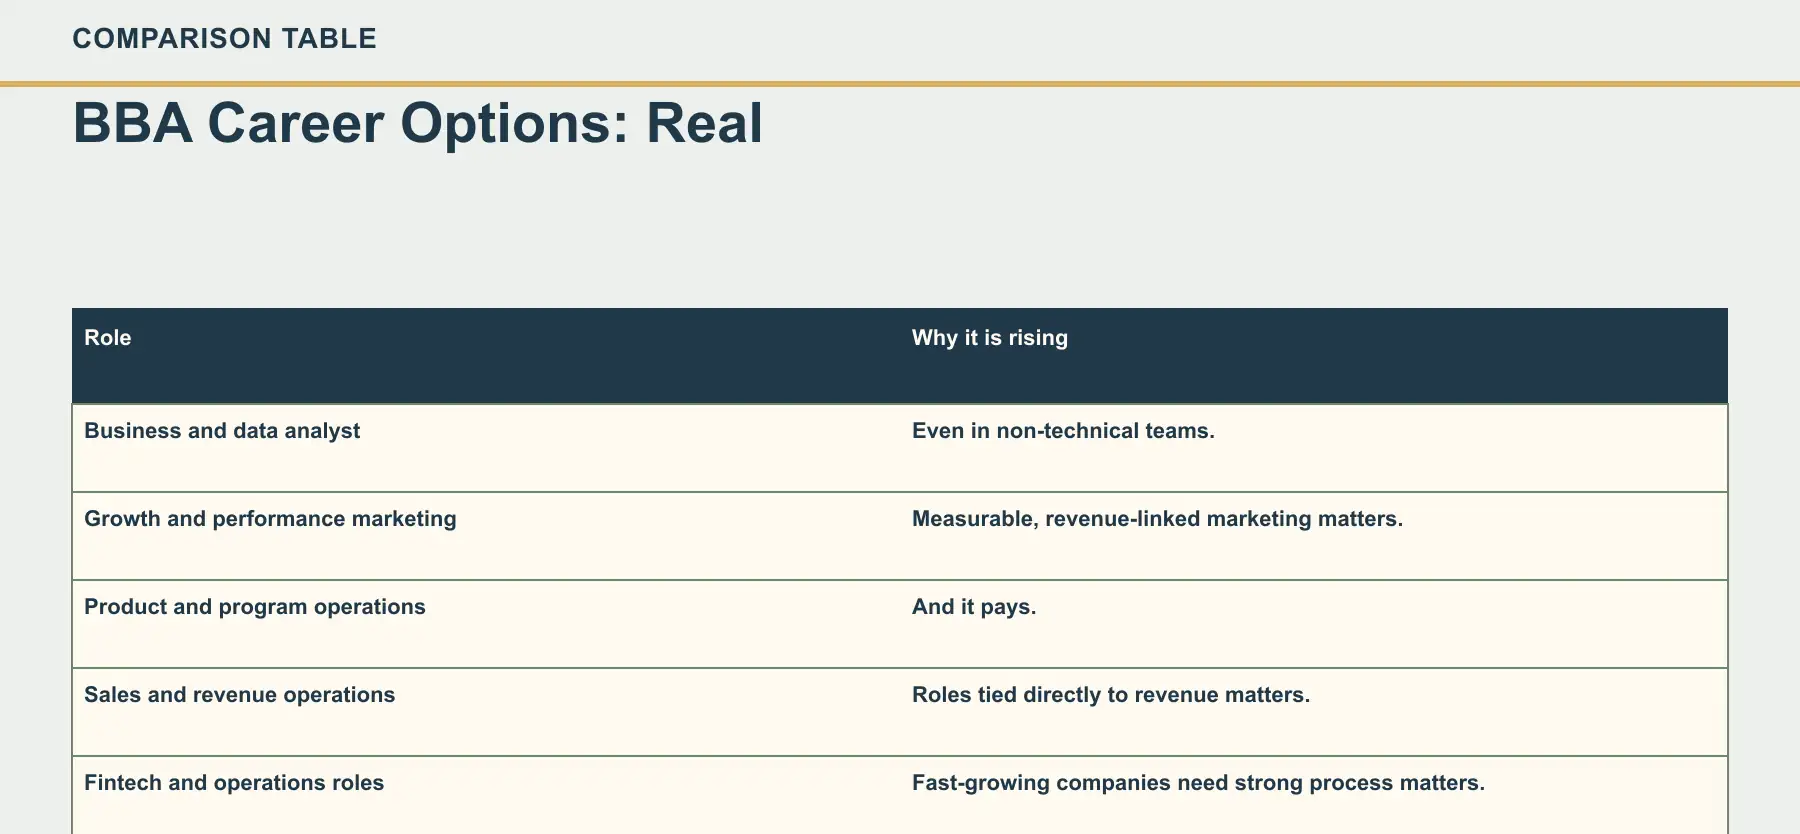 COMPARISON TABLE
BBA Career Options: Real
Role Why it is rising
Business and data analyst Even in non-technical teams.
Growth and performance marketing Measurable, revenue-linked marketing matters.
Product and program operations And it pays.
Sales and revenue operations Roles tied directly to revenue matters.
Fintech and operations roles Fast-growing companies need strong process matters.